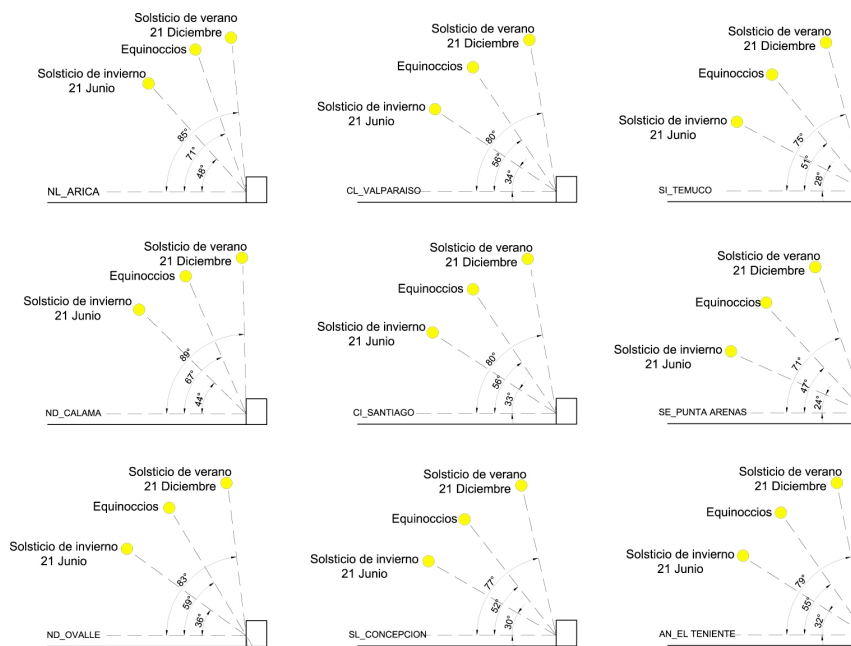 Solsticio de verano
21 Diciembre
Equinoccios
Solsticio de invierno
21 Junio
85°
71°
48°
NL_ARICA
Solsticio de verano
21 Diciembre
Equinoccios
Solsticio de invierno
21 Junio
80°
56°
34°
CL_VALPARAISO
Solsticio de verano
21 Diciembre
Equinoccios
Solsticio de invierno
21 Junio
75°
51°
28°
SI_TEMUCO
Solsticio de verano
21 Diciembre
Equinoccios
Solsticio de invierno
21 Junio
89°
67°
44°
ND_CALAMA
Solsticio de verano
21 Diciembre
Equinoccios
Solsticio de invierno
21 Junio
80°
56°
33°
CI_SANTIAGO
Solsticio de verano
21 Diciembre
Equinoccios
Solsticio de invierno
21 Junio
71°
47°
24°
SE_PUNTA ARENAS
Solsticio de verano
21 Diciembre
Equinoccios
Solsticio de invierno
21 Junio
83°
59°
36°
ND_OVALLE
Solsticio de verano
21 Diciembre
Equinoccios
Solsticio de invierno
21 Junio
77°
52°
30°
SL_CONCEPCION
Solsticio de verano
21 Diciembre
Equinoccios
Solsticio de invierno
21 Junio
79°
55°
32°
AN_EL TENIENTE